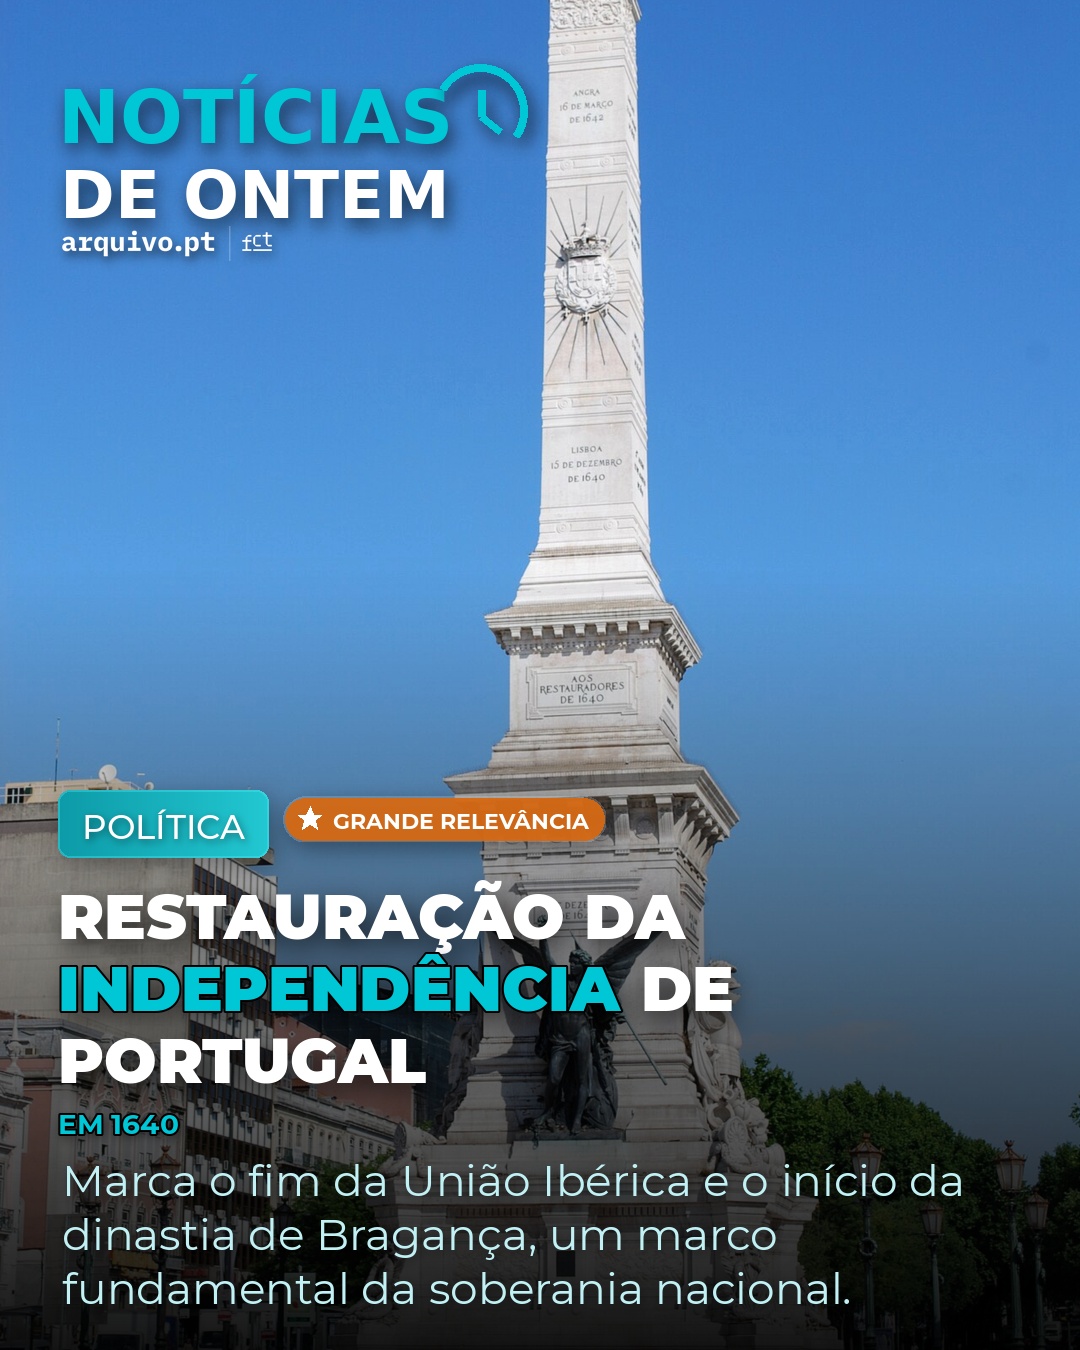 NOTÍCIAS
DE ONTEM
arquivo.pt | fct
ANGRA
16 DE MARÇO
DE 1642
LISBOA
15 DE DEZEMBRO
DE 1640
AOS
RESTAURADORES
DE 1640
POLÍTICA
GRANDE RELEVÂNCIA
RESTAURAÇÃO DA
INDEPENDÊNCIA DE
PORTUGAL
EM 1640
Marca o fim da União Ibérica e o início da
dinastia de Bragança, um marco
fundamental da soberania nacional.